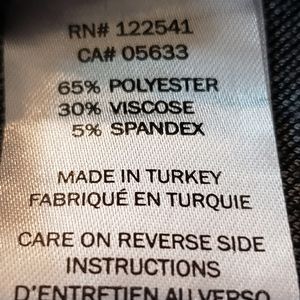 RN# 122541
CA# 05633
65% POLYESTER
30% VISCOSE
5% SPANDEX
MADE IN TURKEY
FABRIQUÉ EN TURQUIE
CARE ON REVERSE SIDE
INSTRUCTIONS
D'ENTRETIEN AU VERSO